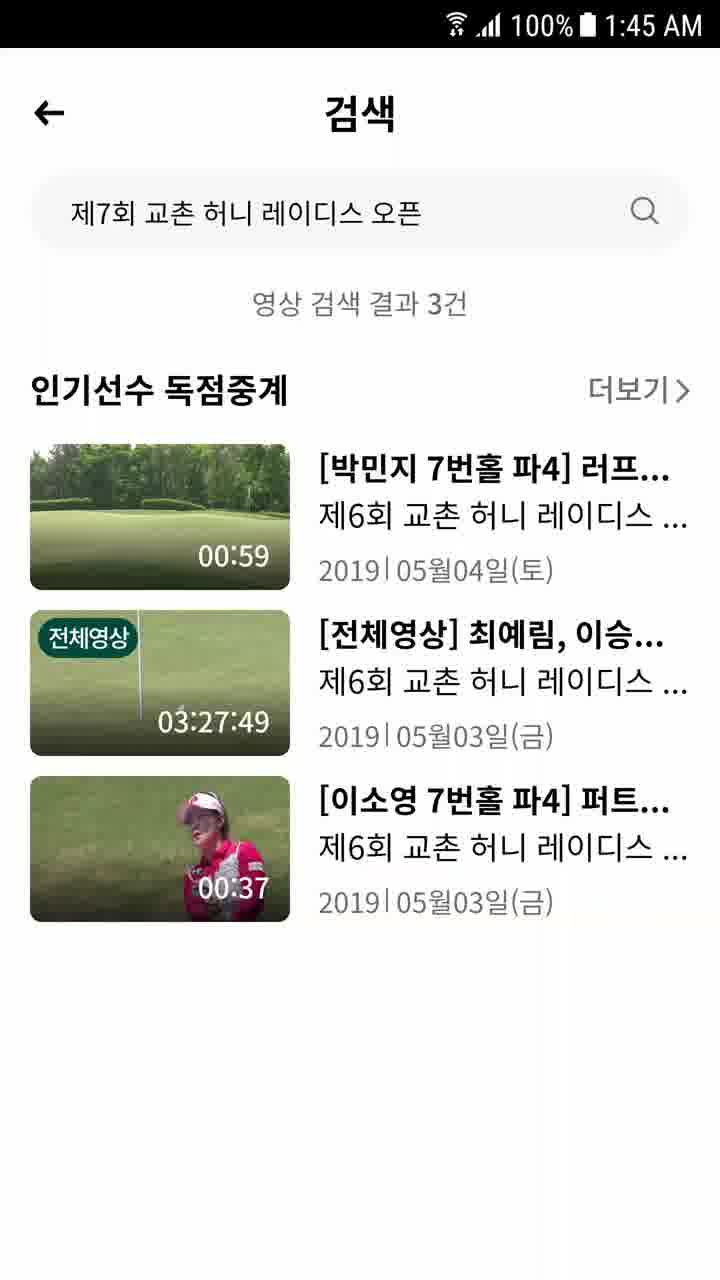 100% 1:45 AM
검색
제7회 교촌 허니 레이디스 오픈
영상 검색 결과 3건
인기선수 독점중계
더보기
[박민지 7번홀 파4] 러프...
제6회 교촌 허니 레이디스 ...
00:59
2019 | 05월04일(토)
전체영상
[전체영상] 최예림, 이승...
제6회 교촌 허니 레이디스 ...
03:27:49
2019 | 05월03일(금)
[이소영 7번홀 파4] 퍼트...
제6회 교촌 허니 레이디스 ...
00:37
2019 | 05월03일(금)